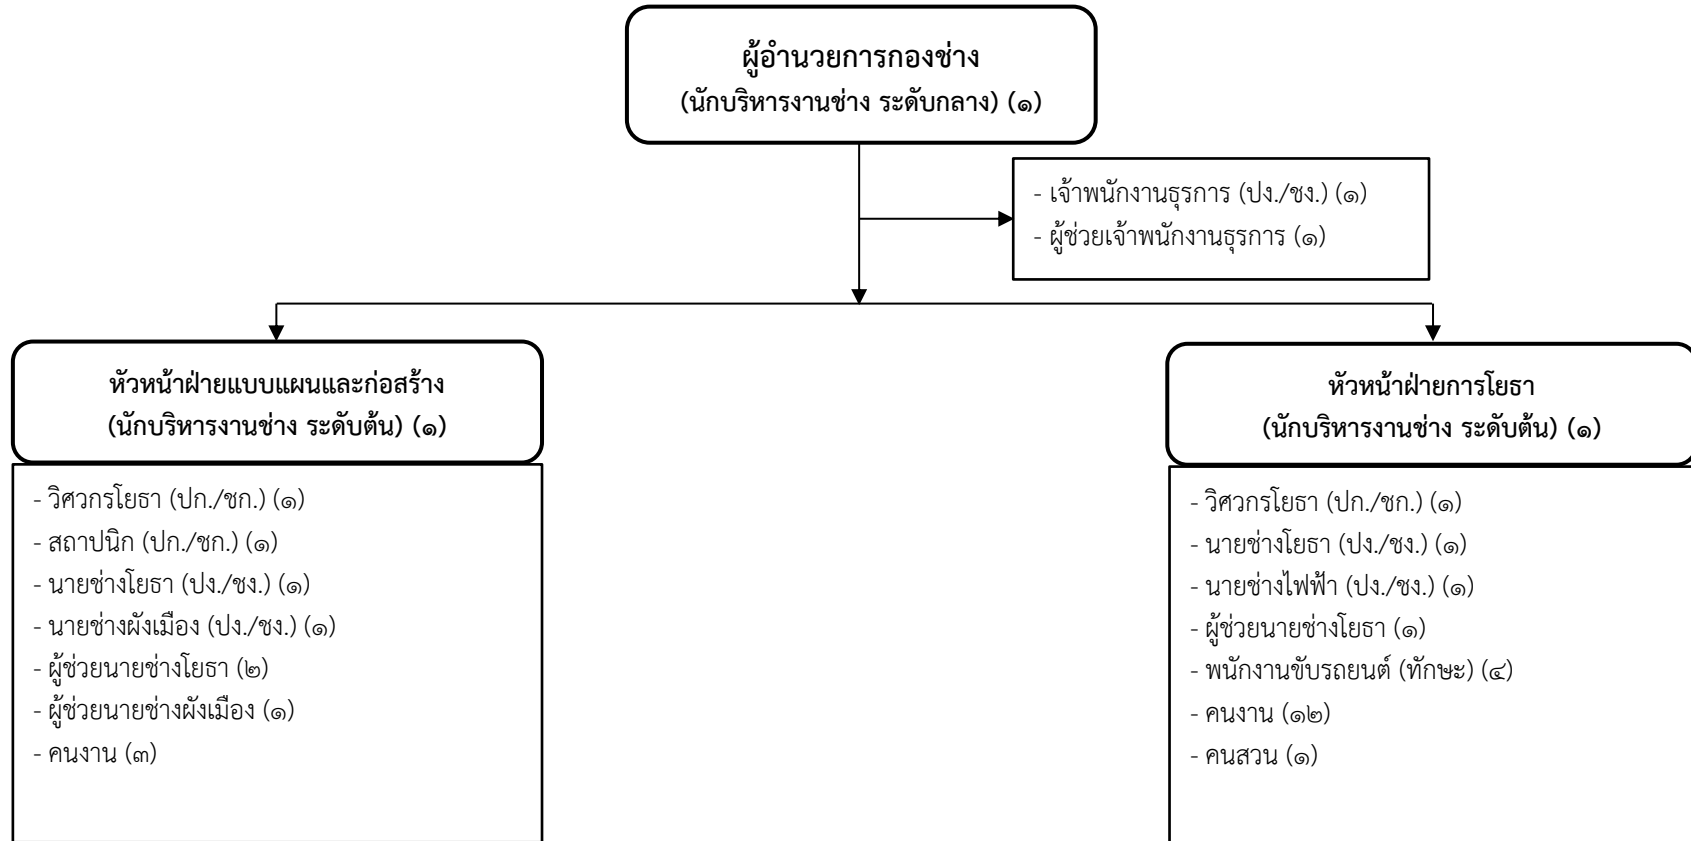 ผู้อำนวยการกองช่าง
(นักบริหารงานช่าง ระดับกลาง) (๑)
- เจ้าพนักงานธุรการ (ปง./ชง.) (๑)
- ผู้ช่วยเจ้าพนักงานธุรการ (๑)
หัวหน้าฝ่ายแบบแผนและก่อสร้าง
(นักบริหารงานช่าง ระดับต้น) (๑)
- วิศวกรโยธา (ปก./ชก.) (๑)
- สถาปนิก (ปก./ชก.) (๑)
- นายช่างโยธา (ปง./ชง.) (๑)
- นายช่างผังเมือง (ปง./ชง.) (๑)
- ผู้ช่วยนายช่างโยธา (๒)
- ผู้ช่วยนายช่างผังเมือง (๑)
- คนงาน (๓)
หัวหน้าฝ่ายการโยธา
(นักบริหารงานช่าง ระดับต้น) (๑)
- วิศวกรโยธา (ปก./ชก.) (๑)
- นายช่างโยธา (ปง./ชง.) (๑)
- นายช่างไฟฟ้า (ปง./ชง.) (๑)
- ผู้ช่วยนายช่างโยธา (๑)
- พนักงานขับรถยนต์ (ทักษะ) (๔)
- คนงาน (๑๒)
- คนสวน (๑)